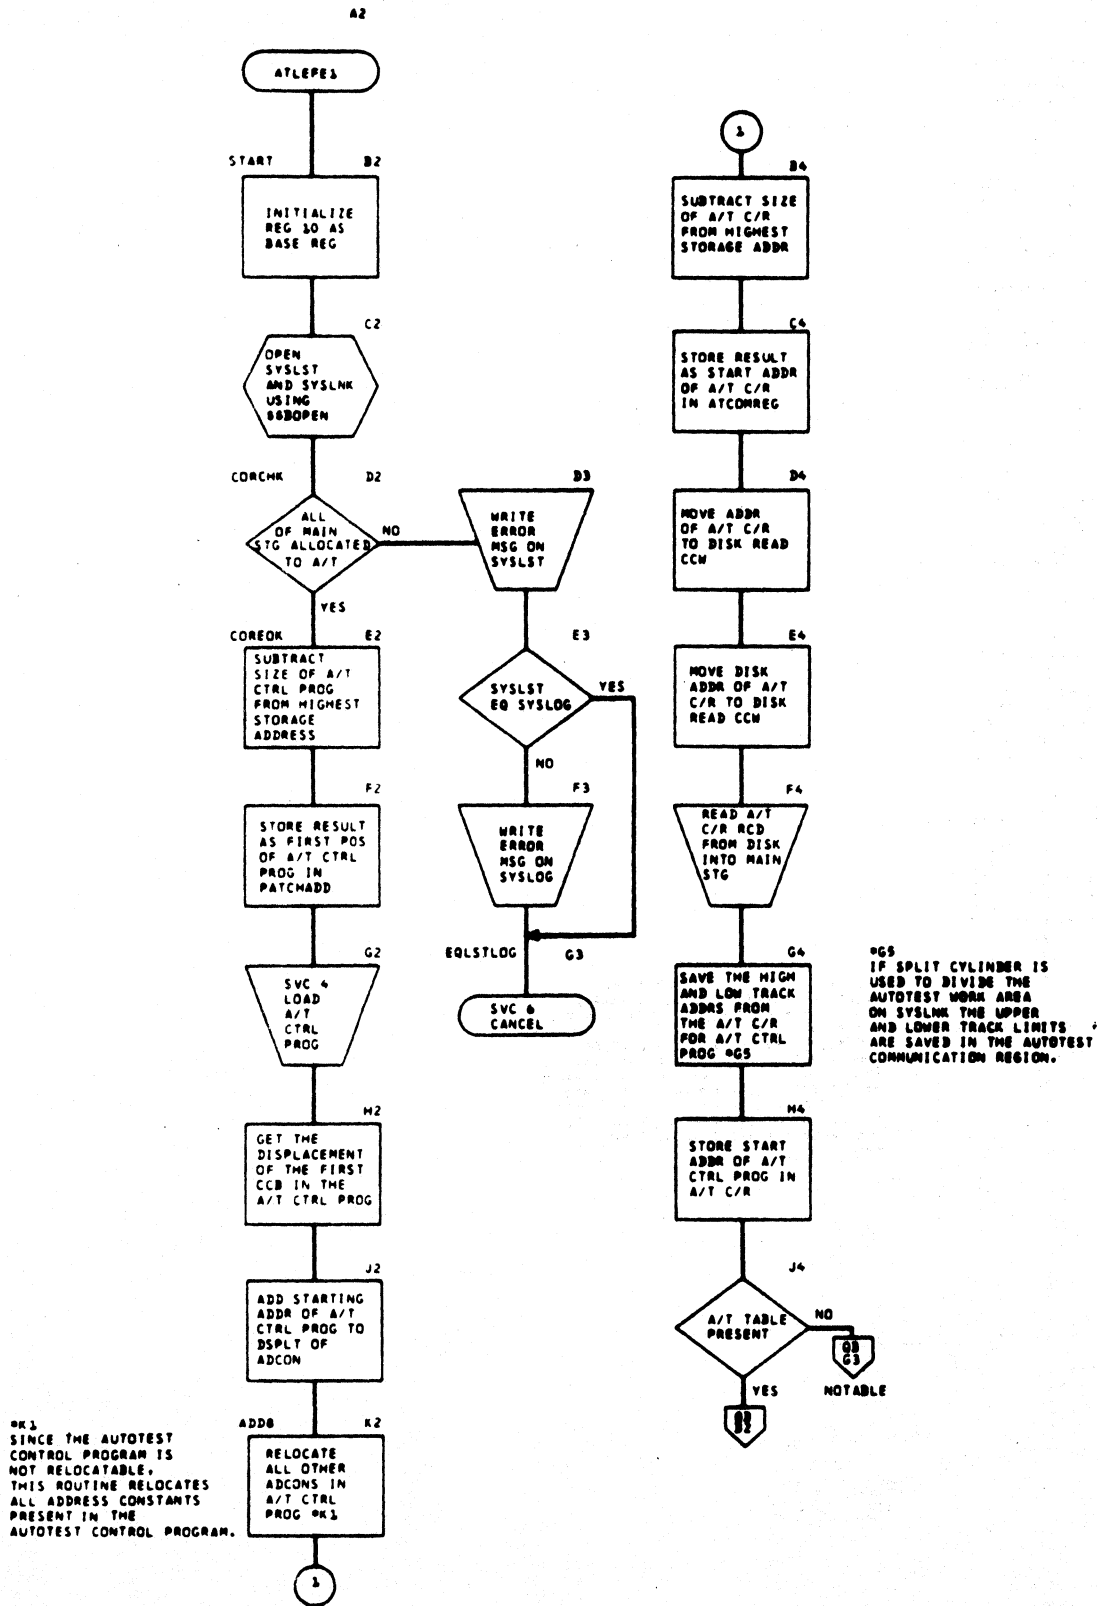 A2
ATLEFE1
START B2
INITIALIZE
REG 10 AS
BASE REG
C2
OPEN
SYSLST
AND SYSLNK
USING
$$BOPEN
CORCHK D2
ALL
OF MAIN
STG ALLOCATED
TO A/T
NO
YES
D3
WRITE
ERROR
MSG ON
SYSLST
E3
SYSLST
EQ SYSLOG
YES
NO
F3
WRITE
ERROR
MSG ON
SYSLOG
EQLSTLOG G3
SVC 6
CANCEL
COREOK E2
SUBTRACT
SIZE OF A/T
CTRL PROG
FROM HIGHEST
STORAGE
ADDRESS
F2
STORE RESULT
AS FIRST POS
OF A/T CTRL
PROG IN
PATCHADD
G2
SVC 4
LOAD
A/T
CTRL
PROG
H2
GET THE
DISPLACEMENT
OF THE FIRST
CCB IN THE
A/T CTRL PROG
J2
ADD STARTING
ADDR OF A/T
CTRL PROG TO
DSPLT OF
ADCON
ADDB K2
RELOCATE
ALL OTHER
ADCONS IN
A/T CTRL
PROG *K1
1
*K1
SINCE THE AUTOTEST
CONTROL PROGRAM IS
NOT RELOCATABLE,
THIS ROUTINE RELOCATES
ALL ADDRESS CONSTANTS
PRESENT IN THE
AUTOTEST CONTROL PROGRAM.
1
B4
SUBTRACT SIZE
OF A/T C/R
FROM HIGHEST
STORAGE ADDR
C4
STORE RESULT
AS START ADDR
OF A/T C/R
IN ATCOMREG
D4
MOVE ADDR
OF A/T C/R
TO DISK READ
CCW
E4
MOVE DISK
ADDR OF A/T
C/R TO DISK
READ CCW
F4
READ A/T
C/R RCD
FROM DISK
INTO MAIN
STG
G4
SAVE THE HIGH
AND LOW TRACK
ADDRS FROM
THE A/T C/R
FOR A/T CTRL
PROG *G5
*G5
IF SPLIT CYLINDER IS
USED TO DIVIDE THE
AUTOTEST WORK AREA
ON SYSLNK THE UPPER
AND LOWER TRACK LIMITS
ARE SAVED IN THE AUTOTEST
COMMUNICATION REGION.
H4
STORE START
ADDR OF A/T
CTRL PROG IN
A/T C/R
J4
A/T TABLE
PRESENT
NO
QB
G3
NOTABLE
YES
QB
B2